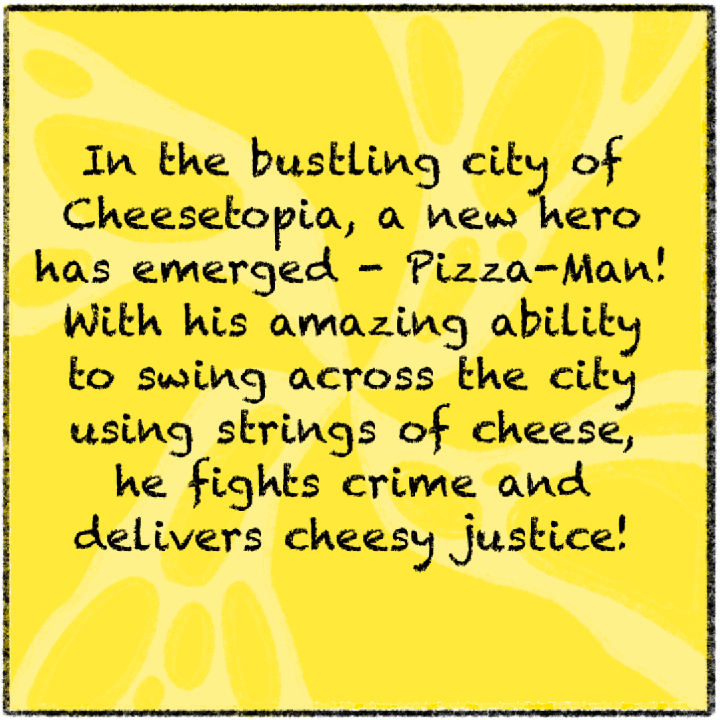 In the bustling city of
Cheesetopia, a new hero
has emerged - Pizza-Man!
With his amazing ability
to swing across the city
using strings of cheese,
he fights crime and
delivers cheesy justice!